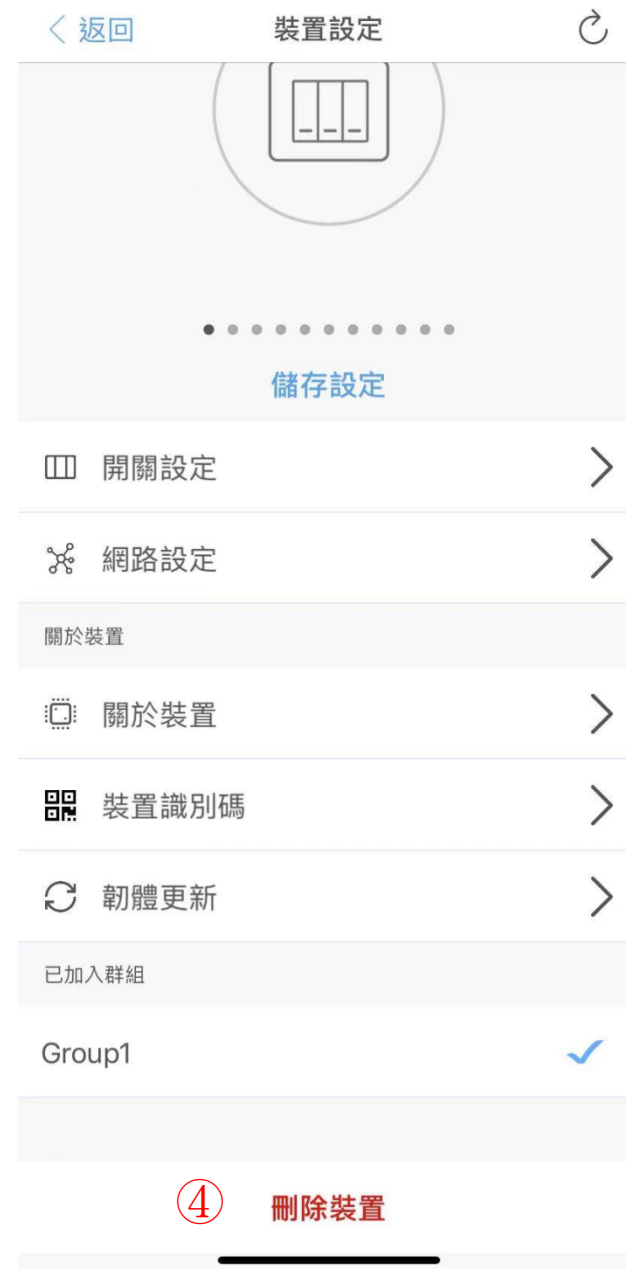 返回 裝置設定
儲存設定
開關設定
網路設定
關於裝置
關於裝置
裝置識別碼
韌體更新
已加入群組
Group1
④ 刪除裝置